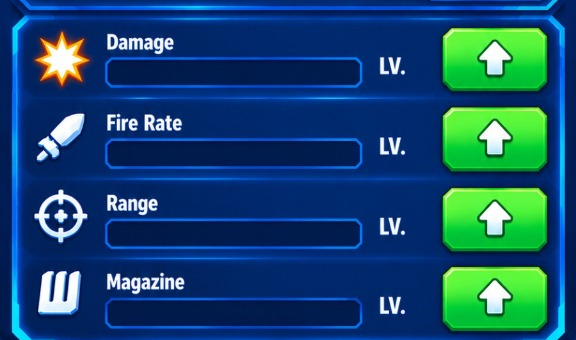 Damage
LV.
Fire Rate
LV.
Range
LV.
Magazine
LV.